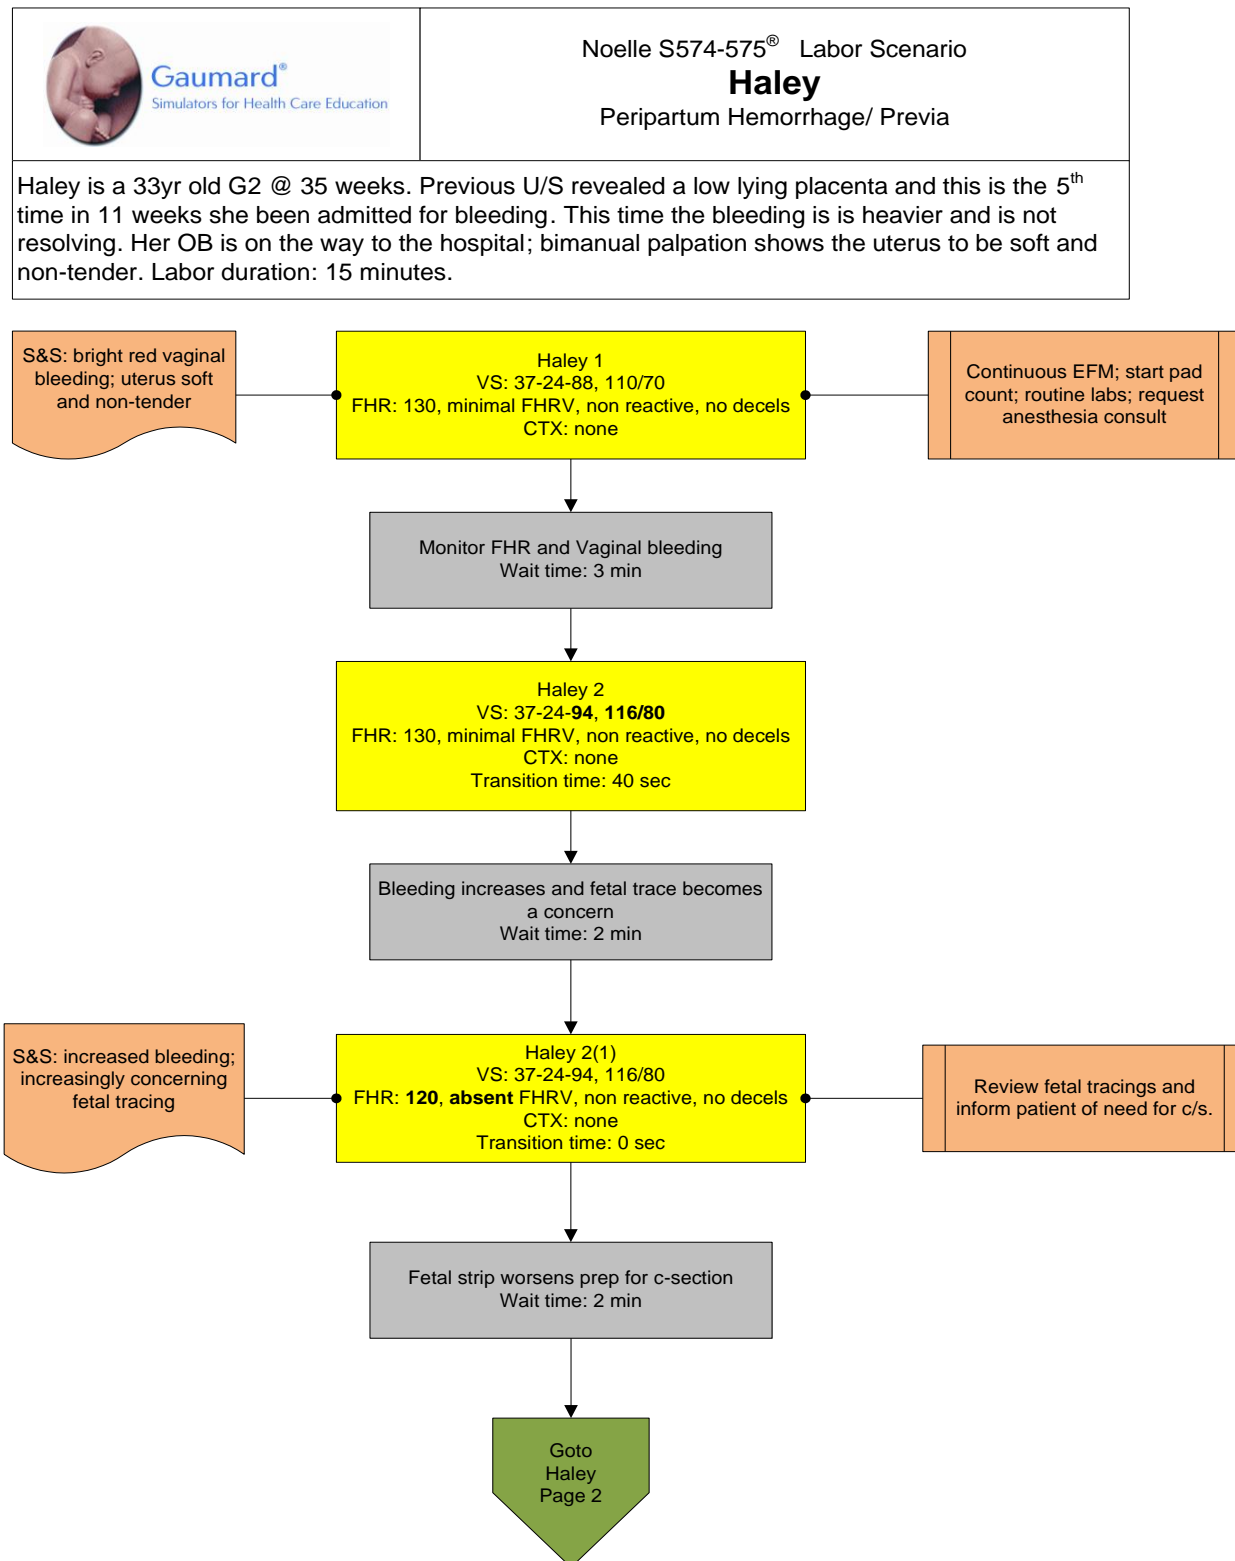 Gaumard®
Simulators for Health Care Education
Noelle S574-575® Labor Scenario
Haley
Peripartum Hemorrhage/ Previa
Haley is a 33yr old G2 @ 35 weeks. Previous U/S revealed a low lying placenta and this is the 5th
time in 11 weeks she been admitted for bleeding. This time the bleeding is is heavier and is not
resolving. Her OB is on the way to the hospital; bimanual palpation shows the uterus to be soft and
non-tender. Labor duration: 15 minutes.
S&S: bright red vaginal
bleeding; uterus soft
and non-tender
Haley 1
VS: 37-24-88, 110/70
FHR: 130, minimal FHRV, non reactive, no decels
CTX: none
Continuous EFM; start pad
count; routine labs; request
anesthesia consult
Monitor FHR and Vaginal bleeding
Wait time: 3 min
Haley 2
VS: 37-24-94, 116/80
FHR: 130, minimal FHRV, non reactive, no decels
CTX: none
Transition time: 40 sec
Bleeding increases and fetal trace becomes
a concern
Wait time: 2 min
S&S: increased bleeding;
increasingly concerning
fetal tracing
Haley 2(1)
VS: 37-24-94, 116/80
FHR: 120, absent FHRV, non reactive, no decels
CTX: none
Transition time: 0 sec
Review fetal tracings and
inform patient of need for c/s.
Fetal strip worsens prep for c-section
Wait time: 2 min
Goto
Haley
Page 2